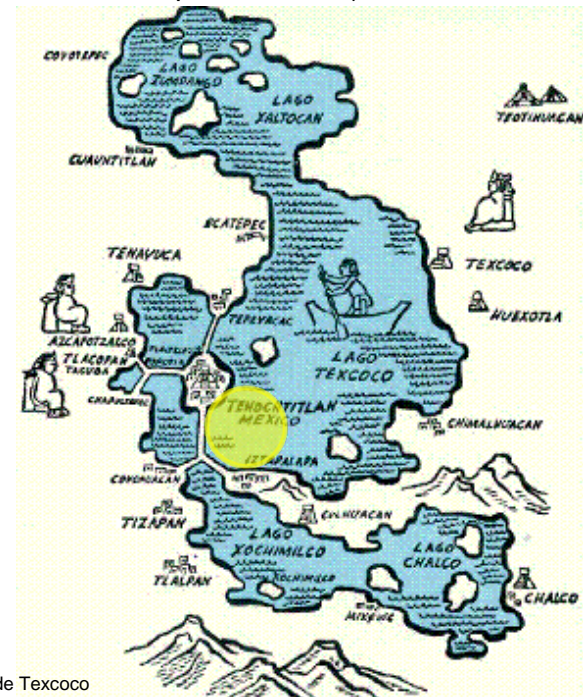 COYOTEPEC
LAGO
ZUMPANGO
LAGO
XALTOCAN
TEOTIHUACAN
CUAUNTITLAN
ECATEPEC
TENAYUCA
TEXCOCO
HUEXOTLA
TEPEYACAC
AZCAPOTZALCO
TLACOPAN
TACUBA
CHAPULTEPEC
LAGO
TEXCOCO
TENOCHTITLAN
MEXICO
CHIMALHUACAN
IZTAPALAPA
COYOHUACAN
CULHUACAN
TIZAPAN
LAGO
XOCHIMILCO
LAGO
CHALCO
TLALPAN
XOCHIMILCO
MIXQUIC
CHALCO
de Texcoco